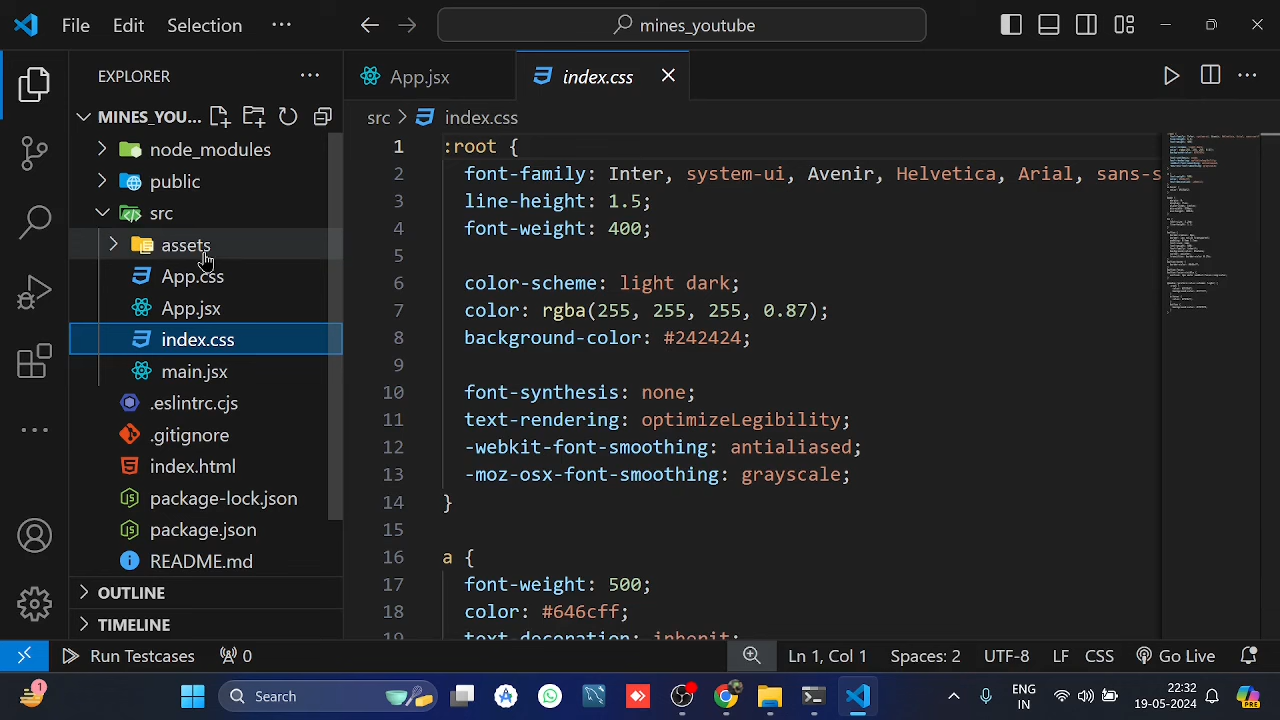 File Edit Selection ··· mines_youtube
EXPLORER ···
MINES_YOU...
node_modules
public
src
assets
App.css
App.jsx
index.css
main.jsx
.eslintrc.cjs
.gitignore
index.html
package-lock.json
package.json
README.md
OUTLINE
TIMELINE
App.jsx index.css
src > index.css
1 :root {
2 font-family: Inter, system-ui, Avenir, Helvetica, Arial, sans-s
3 line-height: 1.5;
4 font-weight: 400;
5
6 color-scheme: light dark;
7 color: rgba(255, 255, 255, 0.87);
8 background-color: #242424;
9
10 font-synthesis: none;
11 text-rendering: optimizeLegibility;
12 -webkit-font-smoothing: antialiased;
13 -moz-osx-font-smoothing: grayscale;
14 }
15
16 a {
17 font-weight: 500;
18 color: #646cff;
19 text-decoration: inherit;
Run Testcases 0 Ln 1, Col 1 Spaces: 2 UTF-8 LF CSS Go Live
1 Search ENG 22:32
IN 19-05-2024